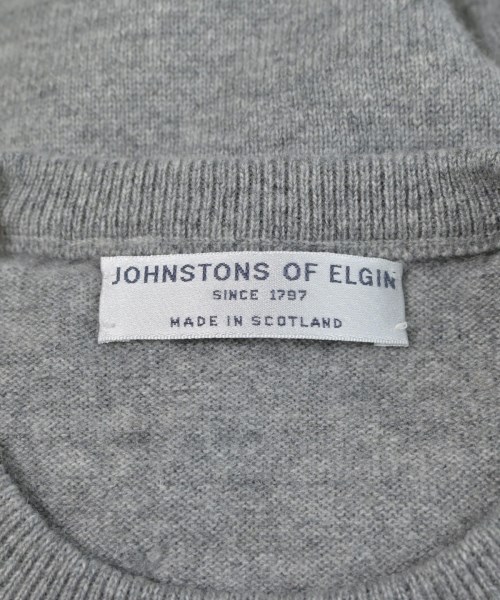 JOHNSTONS OF ELGIN
SINCE 1797
MADE IN SCOTLAND